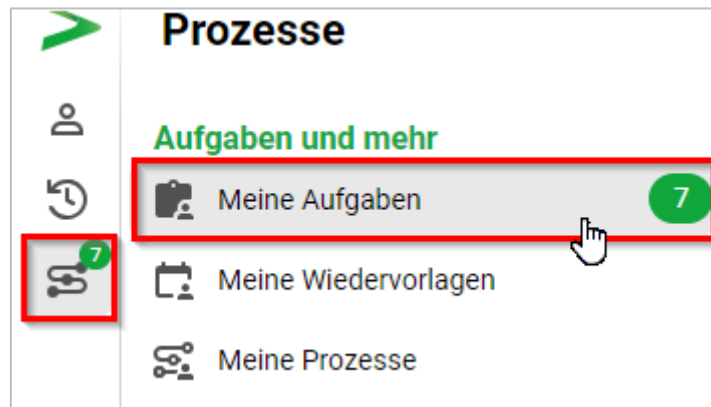 Prozesse
Aufgaben und mehr
Meine Aufgaben 7
7
Meine Wiedervorlagen
Meine Prozesse